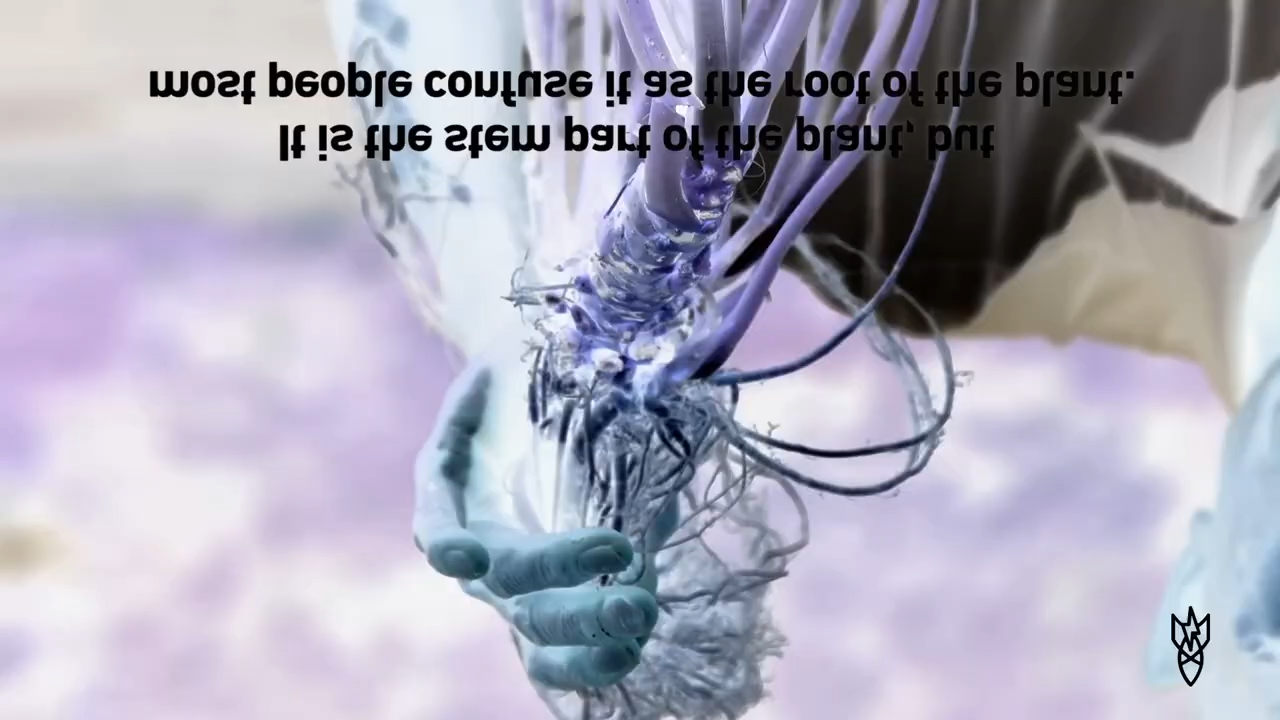 It is the stem part of the plant, but
most people confuse it as the root of the plant.